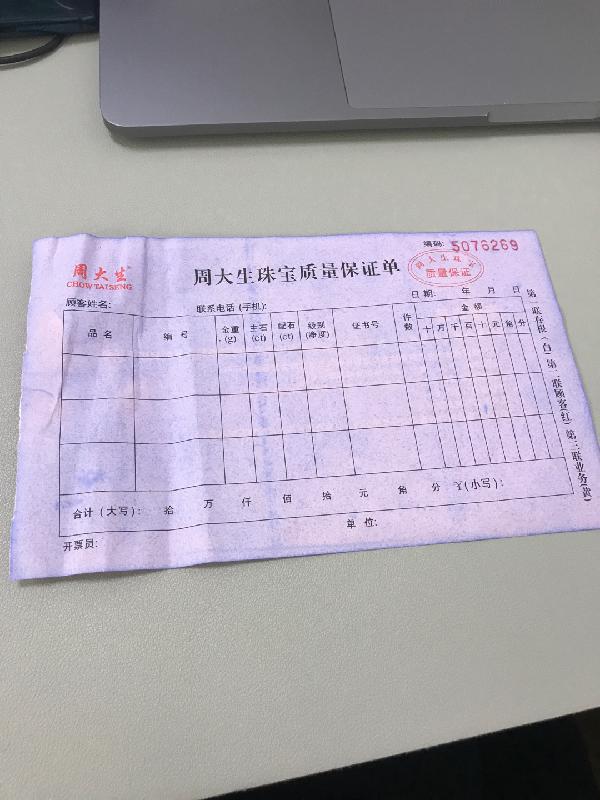 编码: 5076269
周大生®
CHOW TAI SENG
周大生珠宝质量保证单
周大生珠宝
质量保证
顾客姓名: 联系电话(手机): 日期: 年 月 日
品名 编号 金重(g) 主石(ct) 配石(ct) 级别(净度) 证书号 件数 金额
十 万 千 百 十 元 角 分
合计(大写): 拾 万 仟 佰 拾 元 角 分 ¥(小写):
开票员: 单位:
第一联存根(白) 第二联顾客(红) 第三联业务(黄)